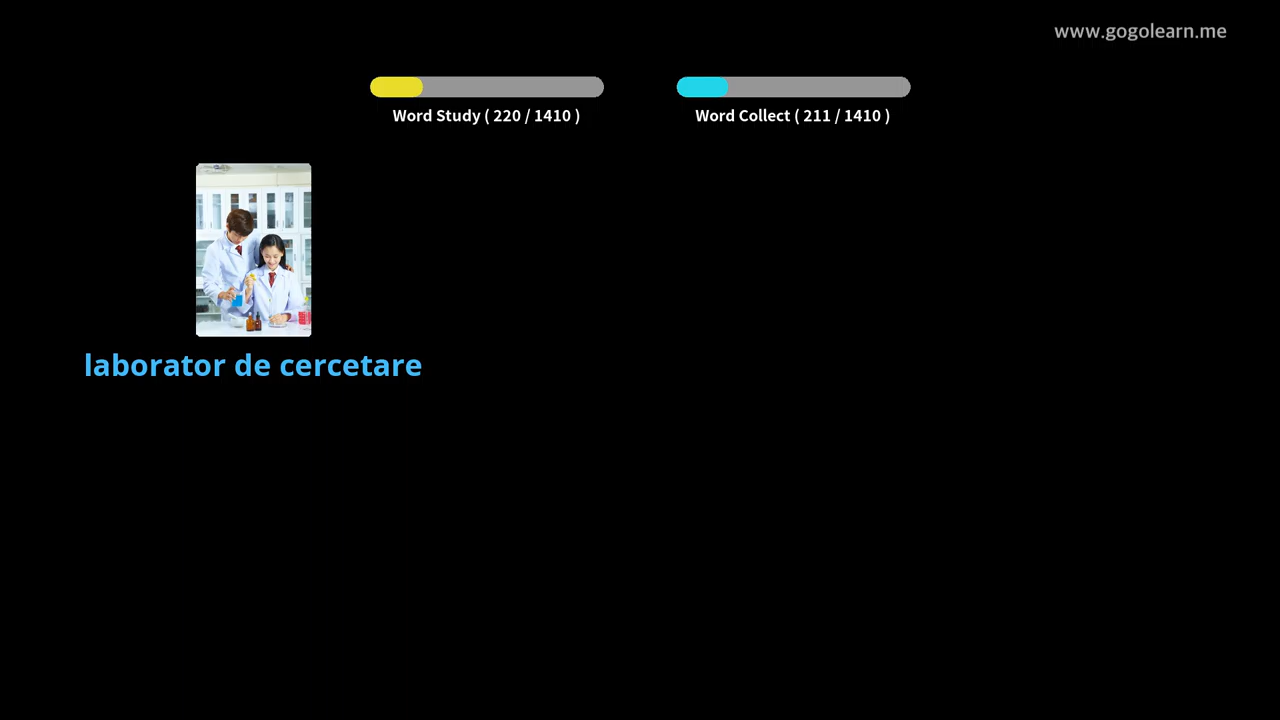 www.gogolearn.me
Word Study ( 220 / 1410 )
Word Collect ( 211 / 1410 )
laborator de cercetare